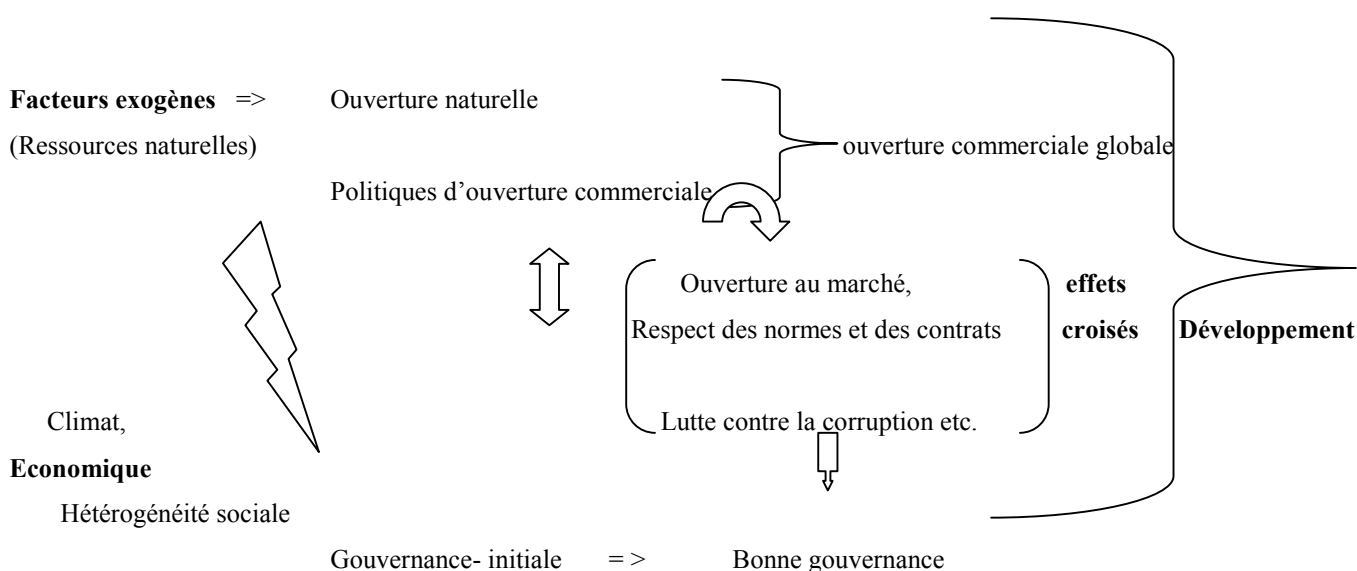 Facteurs exogènes => Ouverture naturelle
(Ressources naturelles) ouverture commerciale globale
Politiques d'ouverture commerciale
Ouverture au marché, effets
Respect des normes et des contrats croisés Développement
Climat, Lutte contre la corruption etc.
Economique
Hétérogénéité sociale
Gouvernance- initiale = > Bonne gouvernance